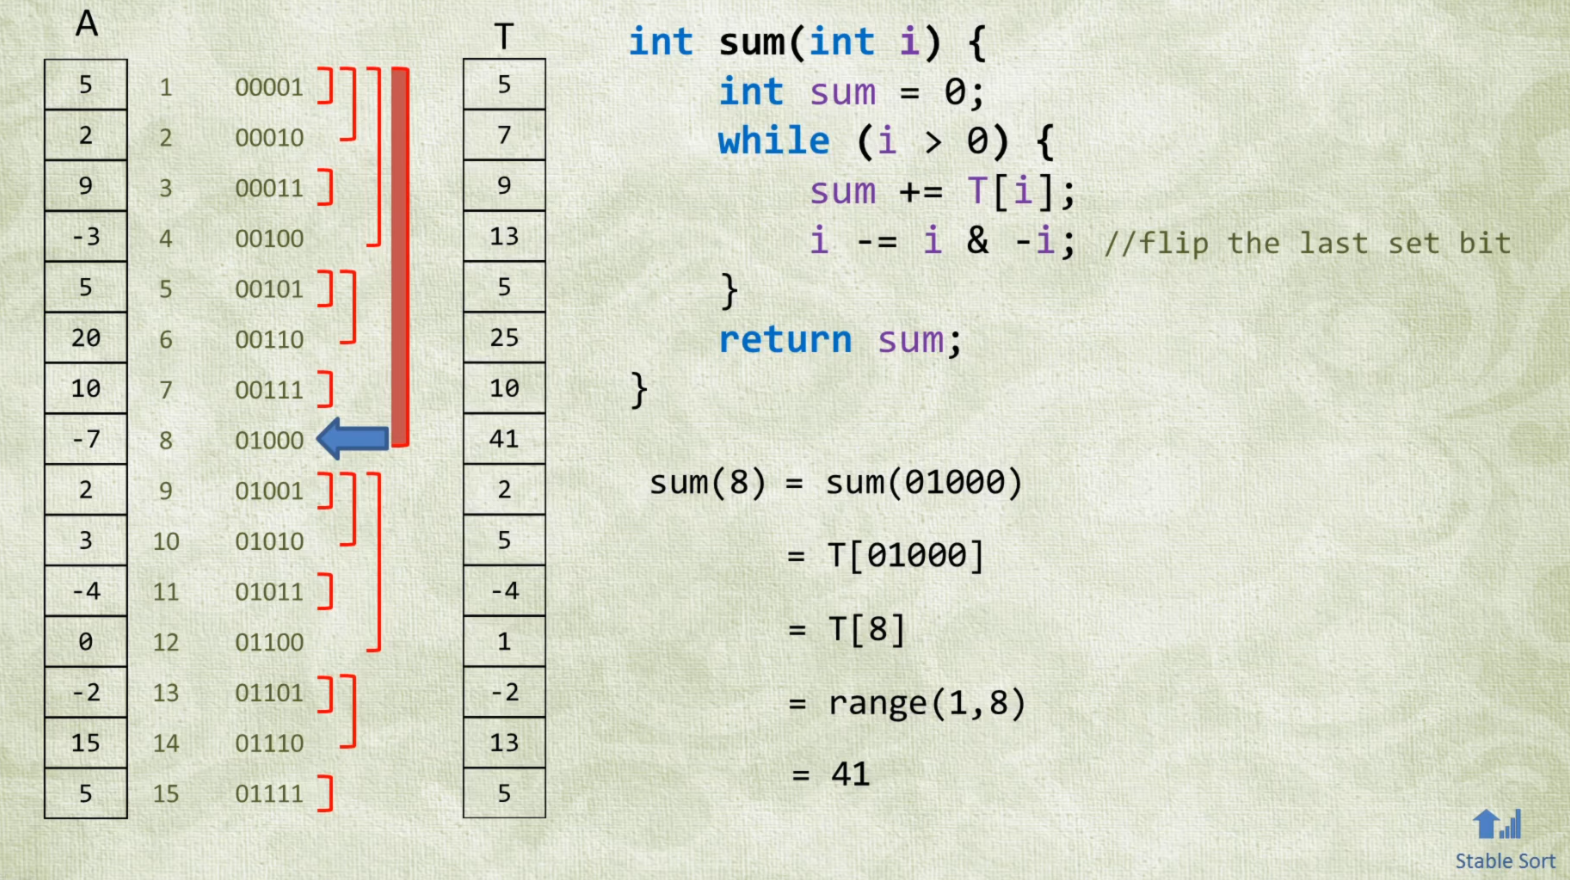 A T
5 1 00001 5
2 2 00010 7
9 3 00011 9
-3 4 00100 13
5 5 00101 5
20 6 00110 25
10 7 00111 10
-7 8 01000 41
2 9 01001 2
3 10 01010 5
-4 11 01011 -4
0 12 01100 1
-2 13 01101 -2
15 14 01110 13
5 15 01111 5
int sum(int i) {
int sum = 0;
while (i > 0) {
sum += T[i];
i -= i & -i; //flip the last set bit
}
return sum;
}
sum(8) = sum(01000)
= T[01000]
= T[8]
= range(1,8)
= 41
Stable Sort